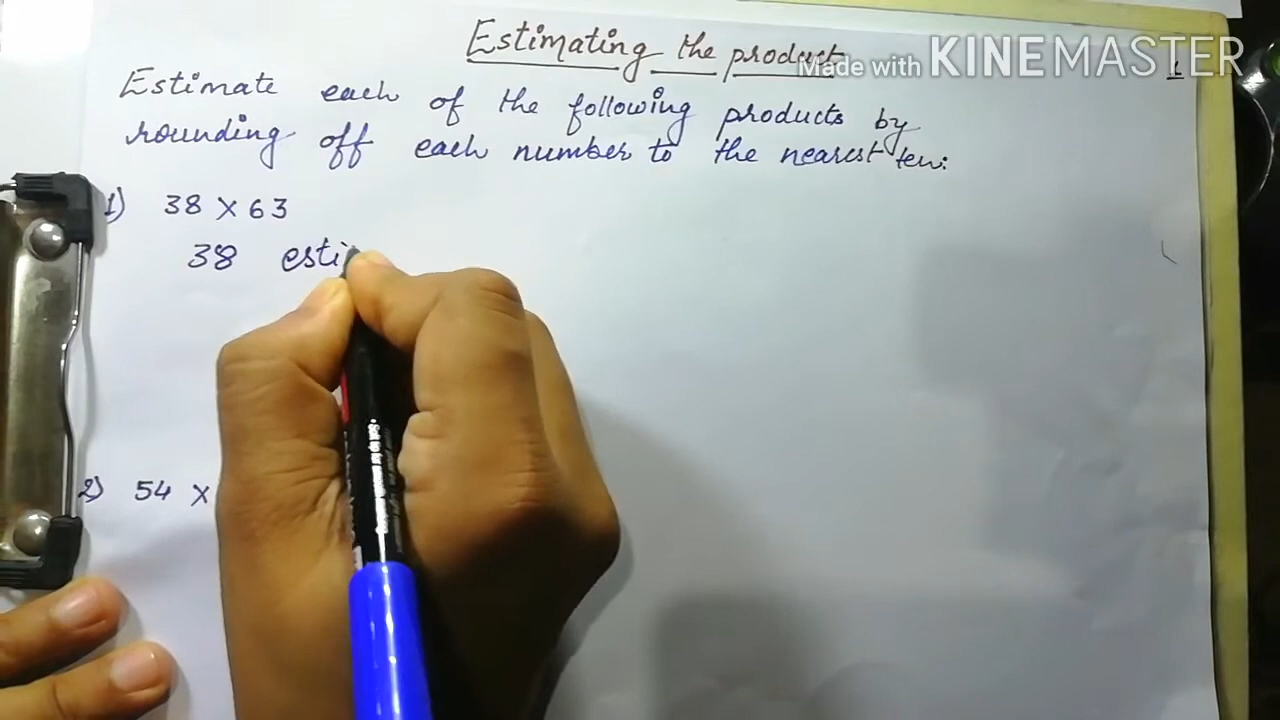 Estimating the product
Made with KINEMASTER
1
Estimate each of the following products by
rounding off each number to the nearest ten:
1) 38 × 63
38 esti
2) 54 ×